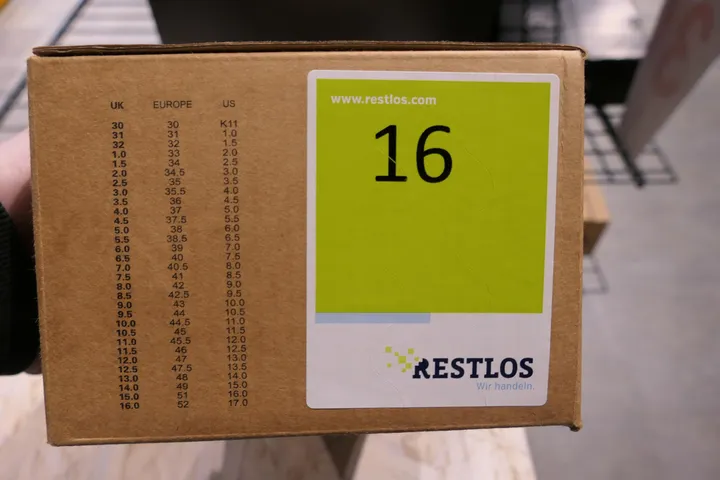 UK EUROPE US
30 30 K11
31 31 1.0
32 32 1.5
1.0 33 2.0
1.5 34 2.5
2.0 34.5 3.0
2.5 35 3.5
3.0 35.5 4.0
3.5 36 4.5
4.0 37 5.0
4.5 37.5 5.5
5.0 38 6.0
5.5 38.5 6.5
6.0 39 7.0
6.5 40 7.5
7.0 40.5 8.0
7.5 41 8.5
8.0 42 9.0
8.5 42.5 9.5
9.0 43 10.0
9.5 44 10.5
10.0 44.5 11.0
10.5 45 11.5
11.0 45.5 12.0
11.5 46 12.5
12.0 47 13.0
12.5 47.5 13.5
13.0 48 14.0
14.0 49 15.0
15.0 51 16.0
16.0 52 17.0
www.restlos.com
16
RESTLOS
Wir handeln.